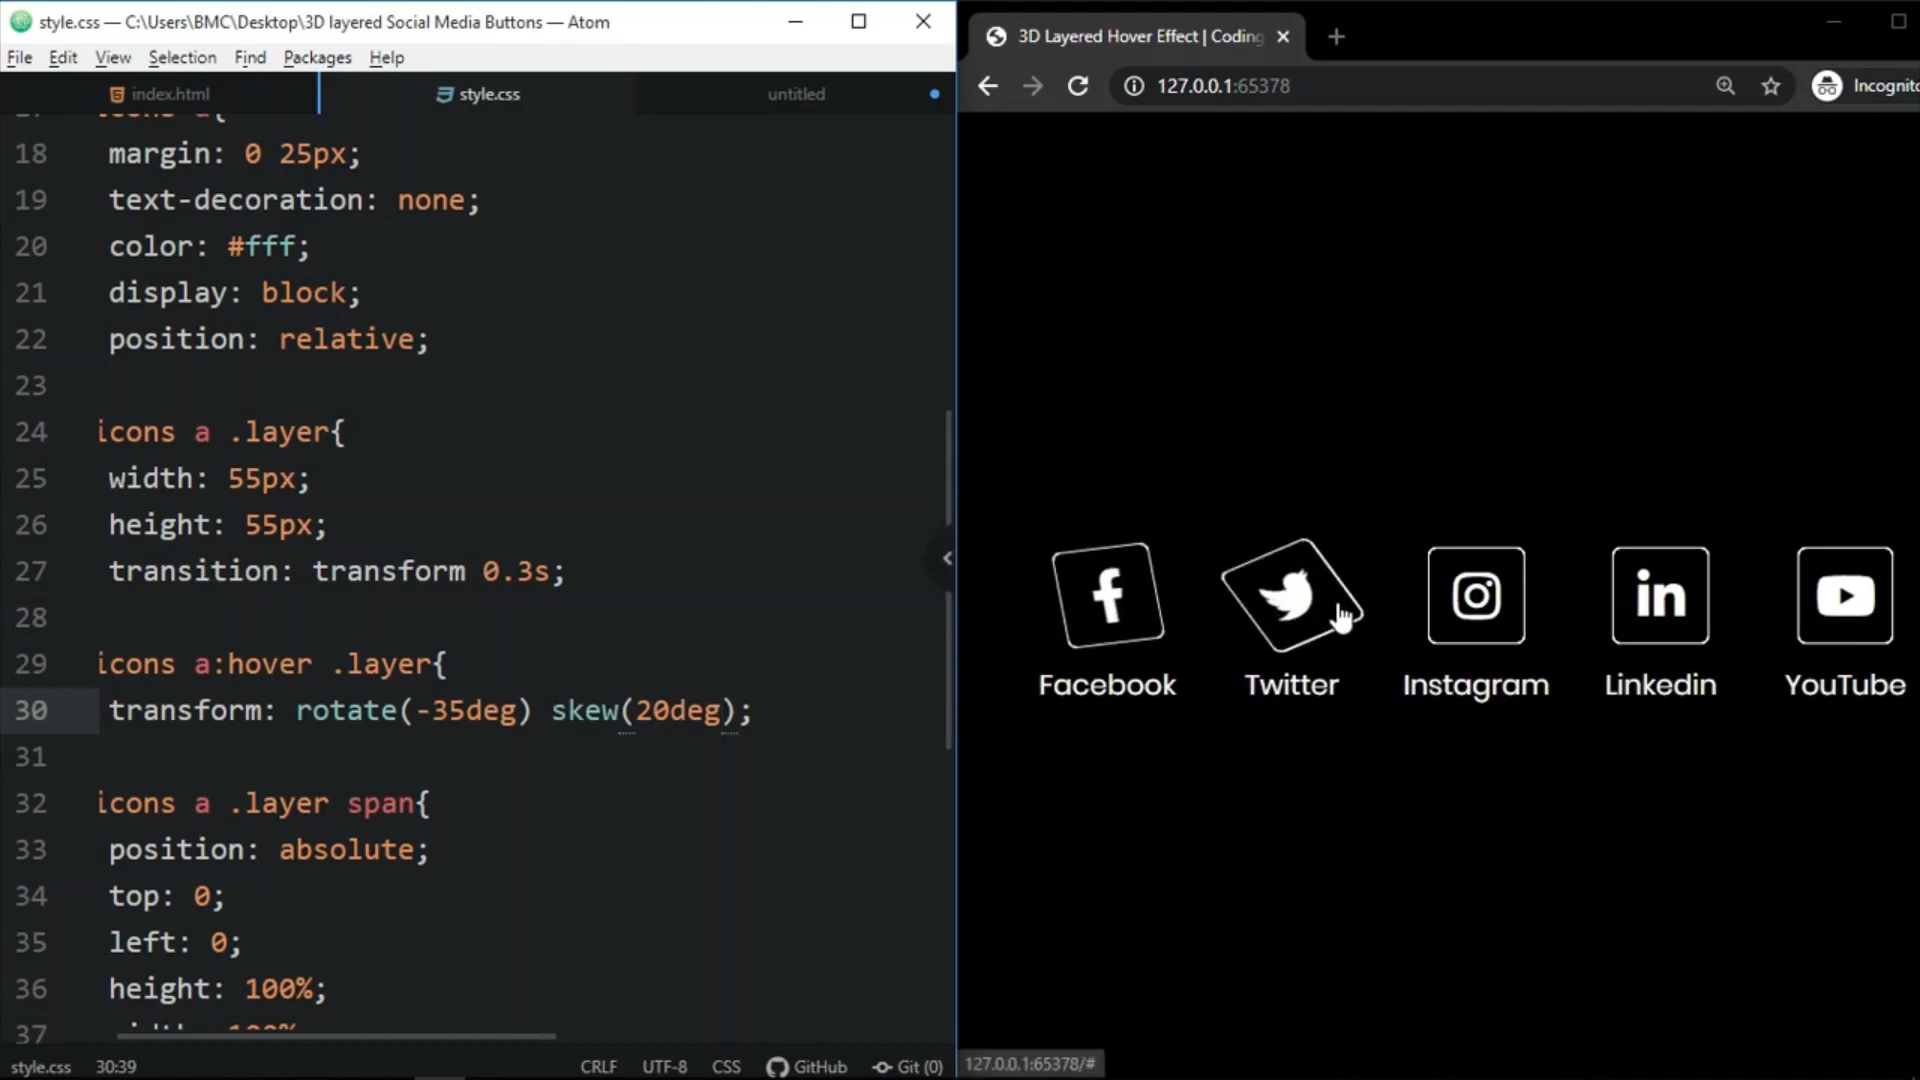 style.css — C:\Users\BMC\Desktop\3D layered Social Media Buttons — Atom
File Edit View Selection Find Packages Help
index.html
style.css
untitled
18 margin: 0 25px;
19 text-decoration: none;
20 color: #fff;
21 display: block;
22 position: relative;
23
24 icons a .layer{
25 width: 55px;
26 height: 55px;
27 transition: transform 0.3s;
28
29 icons a:hover .layer{
30 transform: rotate(-35deg) skew(20deg);
31
32 icons a .layer span{
33 position: absolute;
34 top: 0;
35 left: 0;
36 height: 100%;
37
style.css 30:39 CRLF UTF-8 CSS GitHub Git (0)
3D Layered Hover Effect | Coding
127.0.0.1:65378
Incognito
Facebook
Twitter
Instagram
in
Linkedin
YouTube
127.0.0.1:65378/#